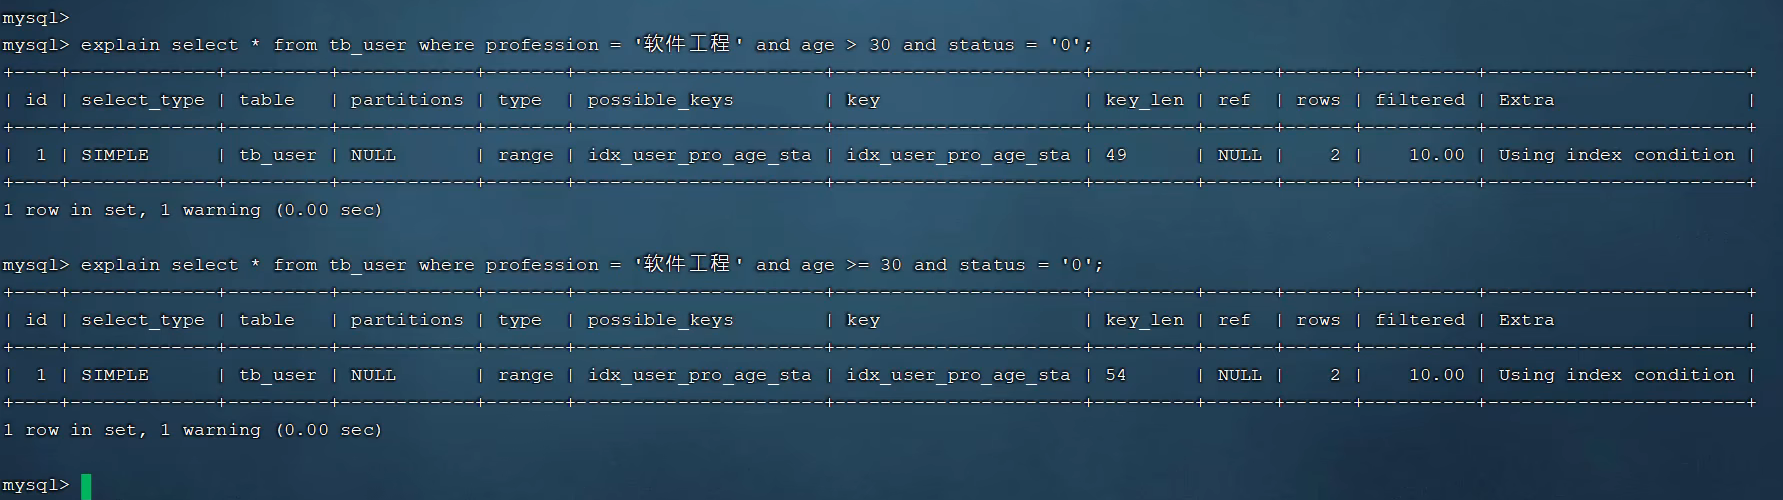 mysql>
mysql> explain select * from tb_user where profession = '软件工程' and age > 30 and status = '0';
+----+-------------+---------+------------+-------+----------------------+----------------------+---------+------+------+----------+-----------------------+
| id | select_type | table   | partitions | type  | possible_keys        | key                  | key_len | ref  | rows | filtered | Extra                 |
+----+-------------+---------+------------+-------+----------------------+----------------------+---------+------+------+----------+-----------------------+
|  1 | SIMPLE      | tb_user | NULL       | range | idx_user_pro_age_sta | idx_user_pro_age_sta | 49      | NULL |    2 |    10.00 | Using index condition |
+----+-------------+---------+------------+-------+----------------------+----------------------+---------+------+------+----------+-----------------------+
1 row in set, 1 warning (0.00 sec)
mysql> explain select * from tb_user where profession = '软件工程' and age >= 30 and status = '0';
+----+-------------+---------+------------+-------+----------------------+----------------------+---------+------+------+----------+-----------------------+
| id | select_type | table   | partitions | type  | possible_keys        | key                  | key_len | ref  | rows | filtered | Extra                 |
+----+-------------+---------+------------+-------+----------------------+----------------------+---------+------+------+----------+-----------------------+
|  1 | SIMPLE      | tb_user | NULL       | range | idx_user_pro_age_sta | idx_user_pro_age_sta | 54      | NULL |    2 |    10.00 | Using index condition |
+----+-------------+---------+------------+-------+----------------------+----------------------+---------+------+------+----------+-----------------------+
1 row in set, 1 warning (0.00 sec)
mysql>